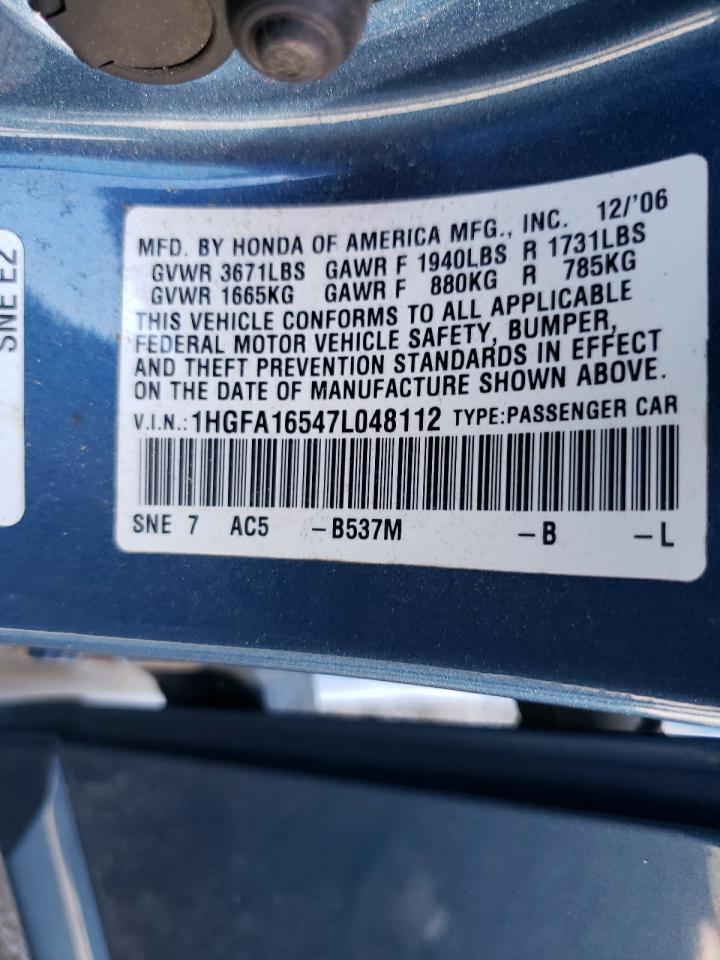 SNE E2
MFD. BY HONDA OF AMERICA MFG., INC. 12/'06
GVWR 3671LBS GAWR F 1940LBS R 1731LBS
GVWR 1665KG GAWR F 880KG R 785KG
THIS VEHICLE CONFORMS TO ALL APPLICABLE
FEDERAL MOTOR VEHICLE SAFETY, BUMPER,
AND THEFT PREVENTION STANDARDS IN EFFECT
ON THE DATE OF MANUFACTURE SHOWN ABOVE.
V.I.N.: 1HGFA16547L048112 TYPE:PASSENGER CAR
SNE 7 AC5 –B537M –B –L